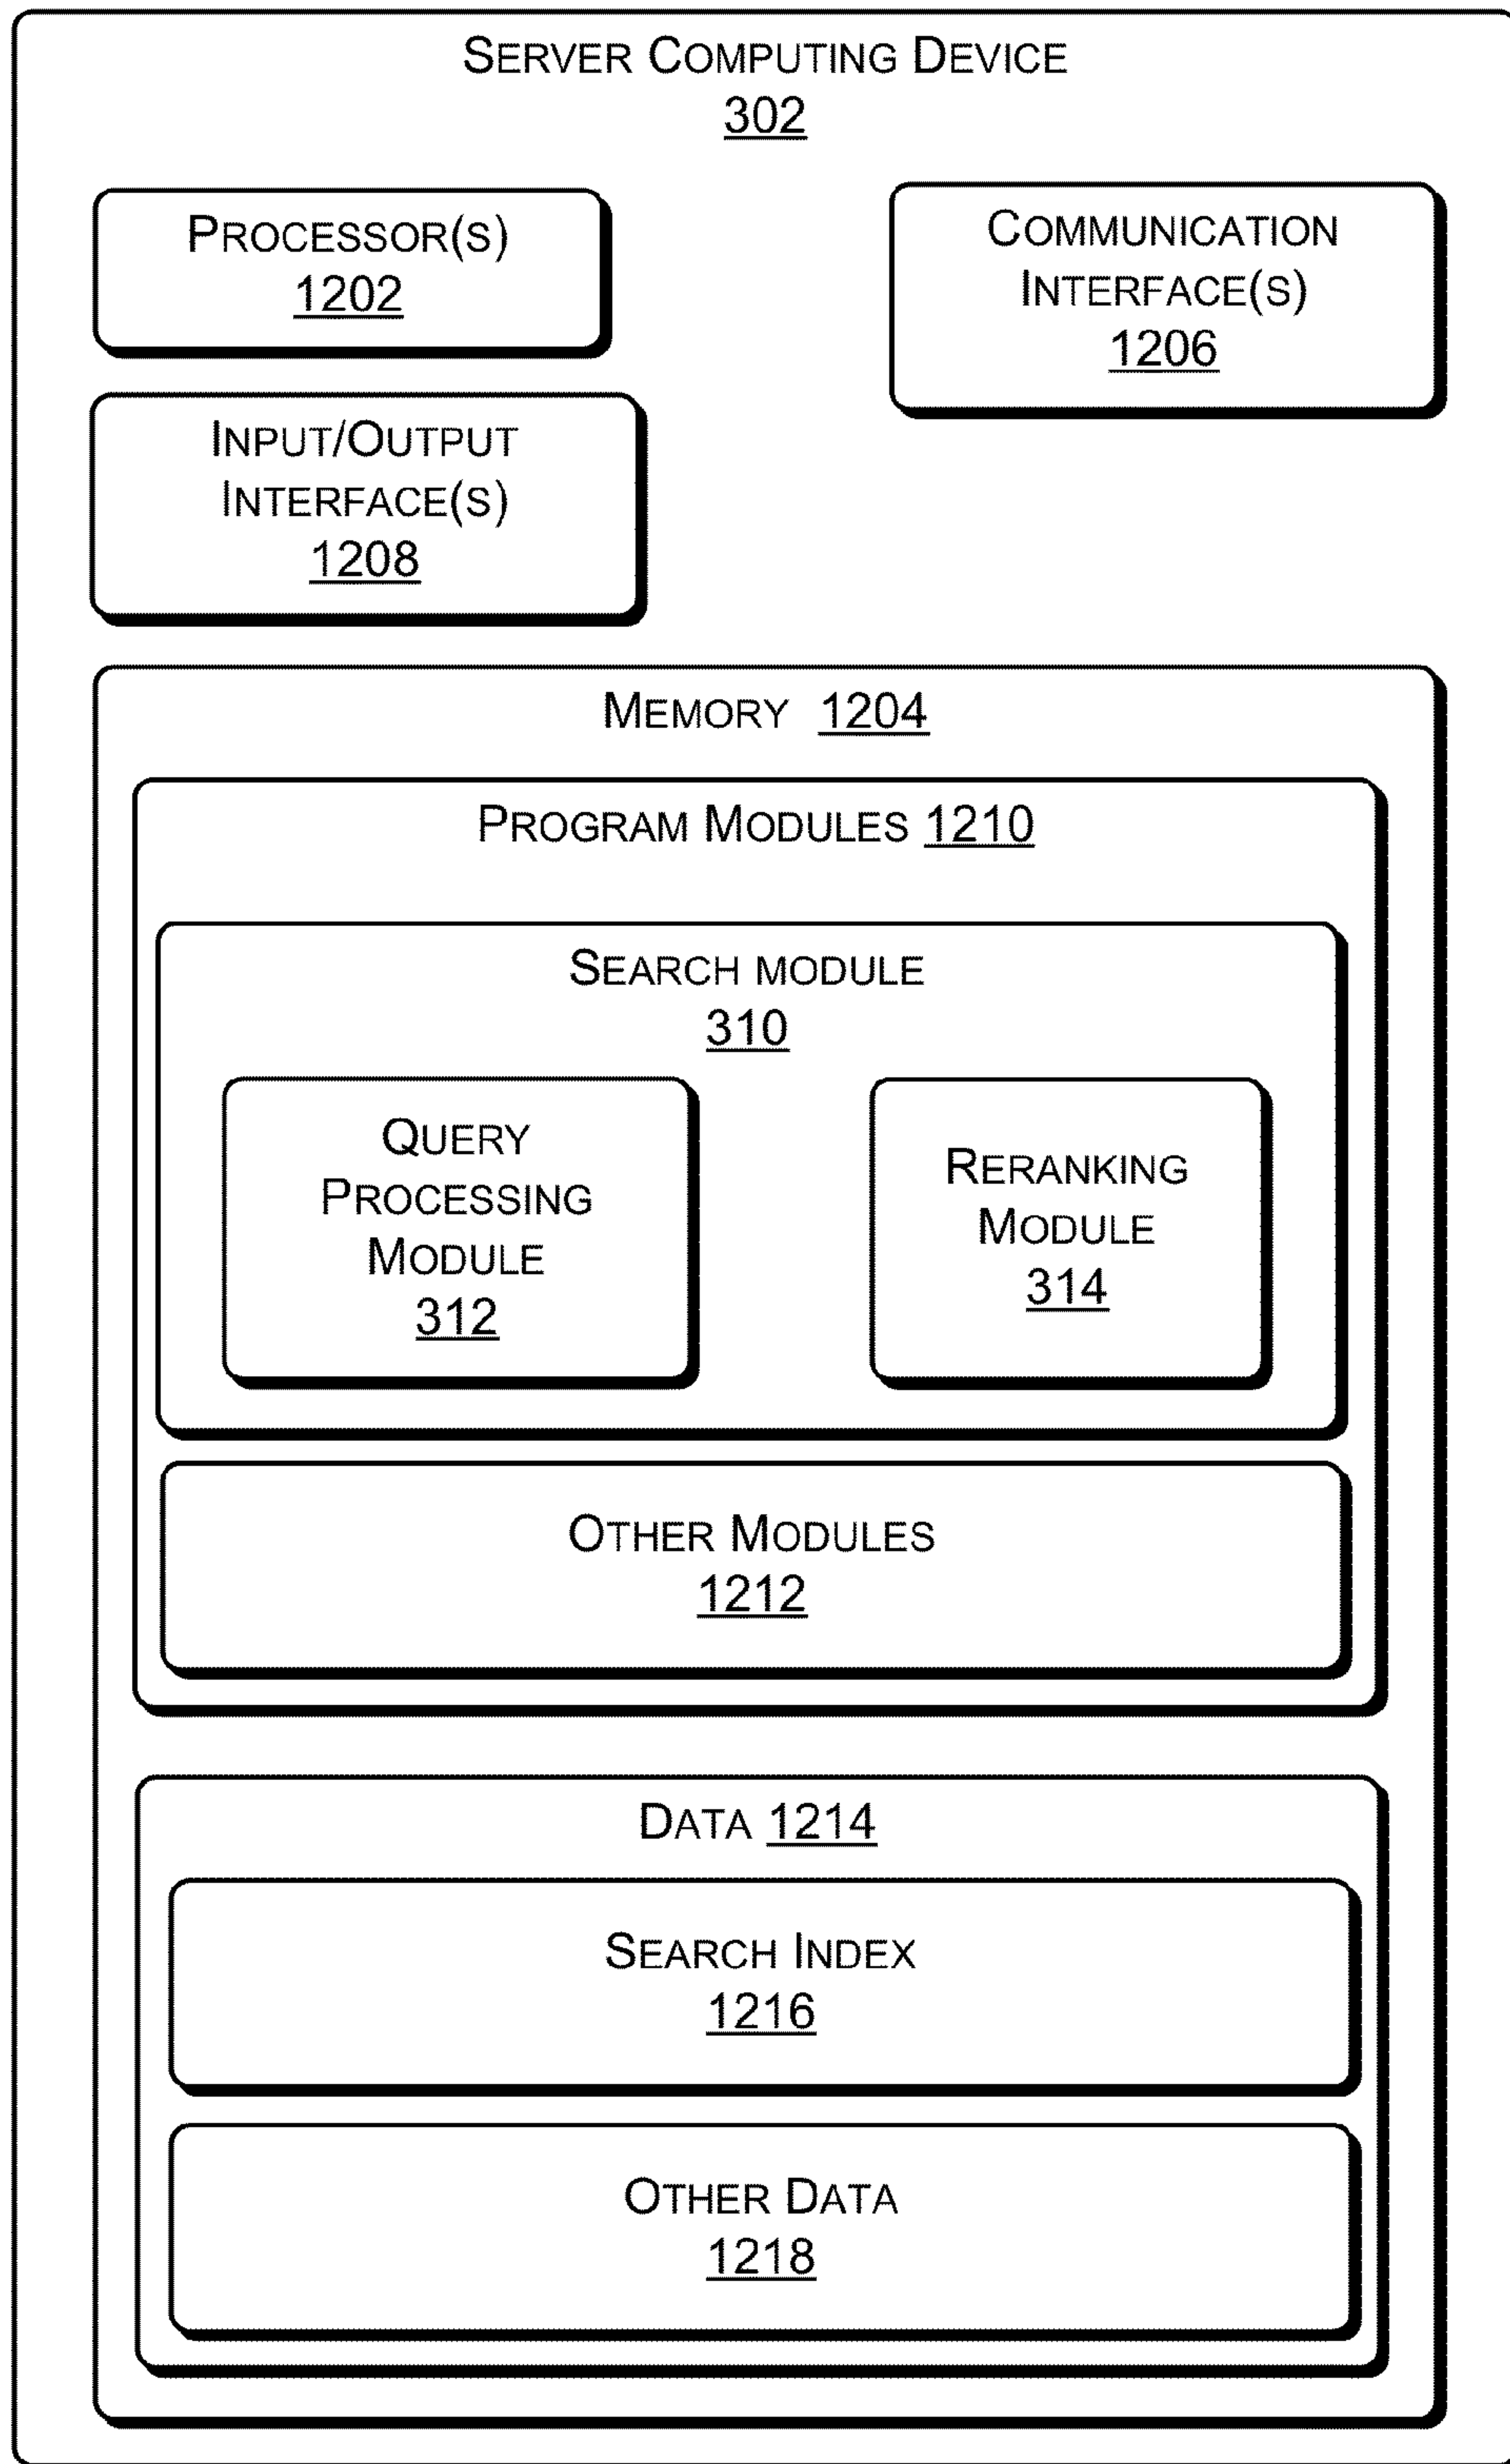 SERVER COMPUTING DEVICE
302
PROCESSOR(S)
1202
COMMUNICATION
INTERFACE(S)
1206
INPUT/OUTPUT
INTERFACE(S)
1208
MEMORY 1204
PROGRAM MODULES 1210
SEARCH MODULE
310
QUERY
PROCESSING
MODULE
312
RERANKING
MODULE
314
OTHER MODULES
1212
DATA 1214
SEARCH INDEX
1216
OTHER DATA
1218